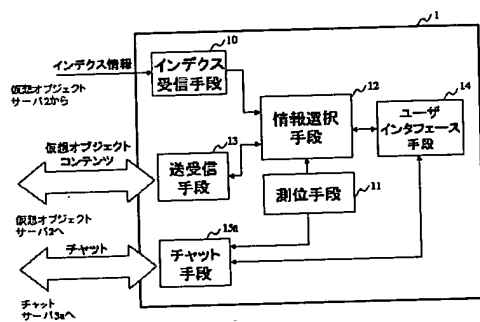 1
10
インデクス情報
インデクス
受信手段
仮想オブジェクト
サーバ2から
12
情報選択
手段
14
ユーザ
インタフェース
手段
仮想オブジェクト
コンテンツ
13
送受信
手段
測位手段
11
仮想オブジェクト
サーバ2へ
チャット
15a
チャット
手段
チャット
サーバ3aへ